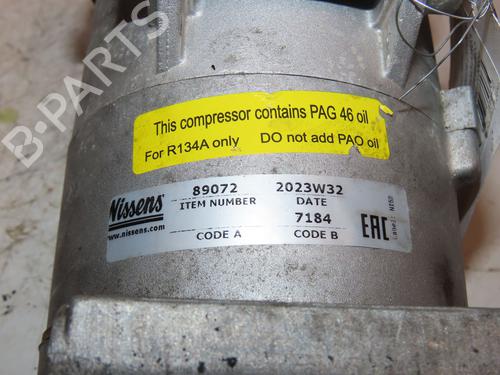 This compressor contains PAG 46 oil
For R134A only DO not add PAO oil
Nissens
www.nissens.com
89072 2023W32
ITEM NUMBER DATE
7184
CODE A CODE B
EAC
B-PARTS